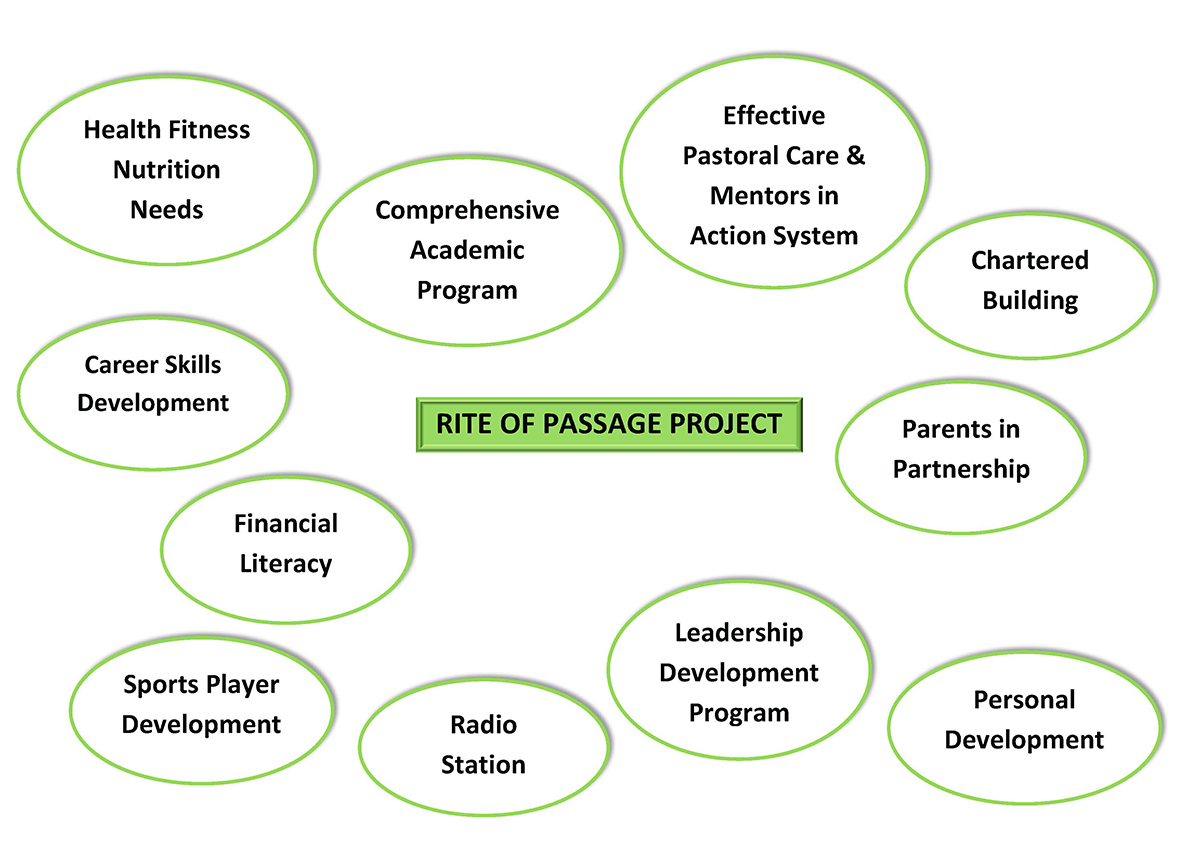 Health Fitness
Nutrition
Needs
Comprehensive
Academic
Program
Effective
Pastoral Care &
Mentors in
Action System
Chartered
Building
Career Skills
Development
RITE OF PASSAGE PROJECT
Parents in
Partnership
Financial
Literacy
Sports Player
Development
Radio
Station
Leadership
Development
Program
Personal
Development